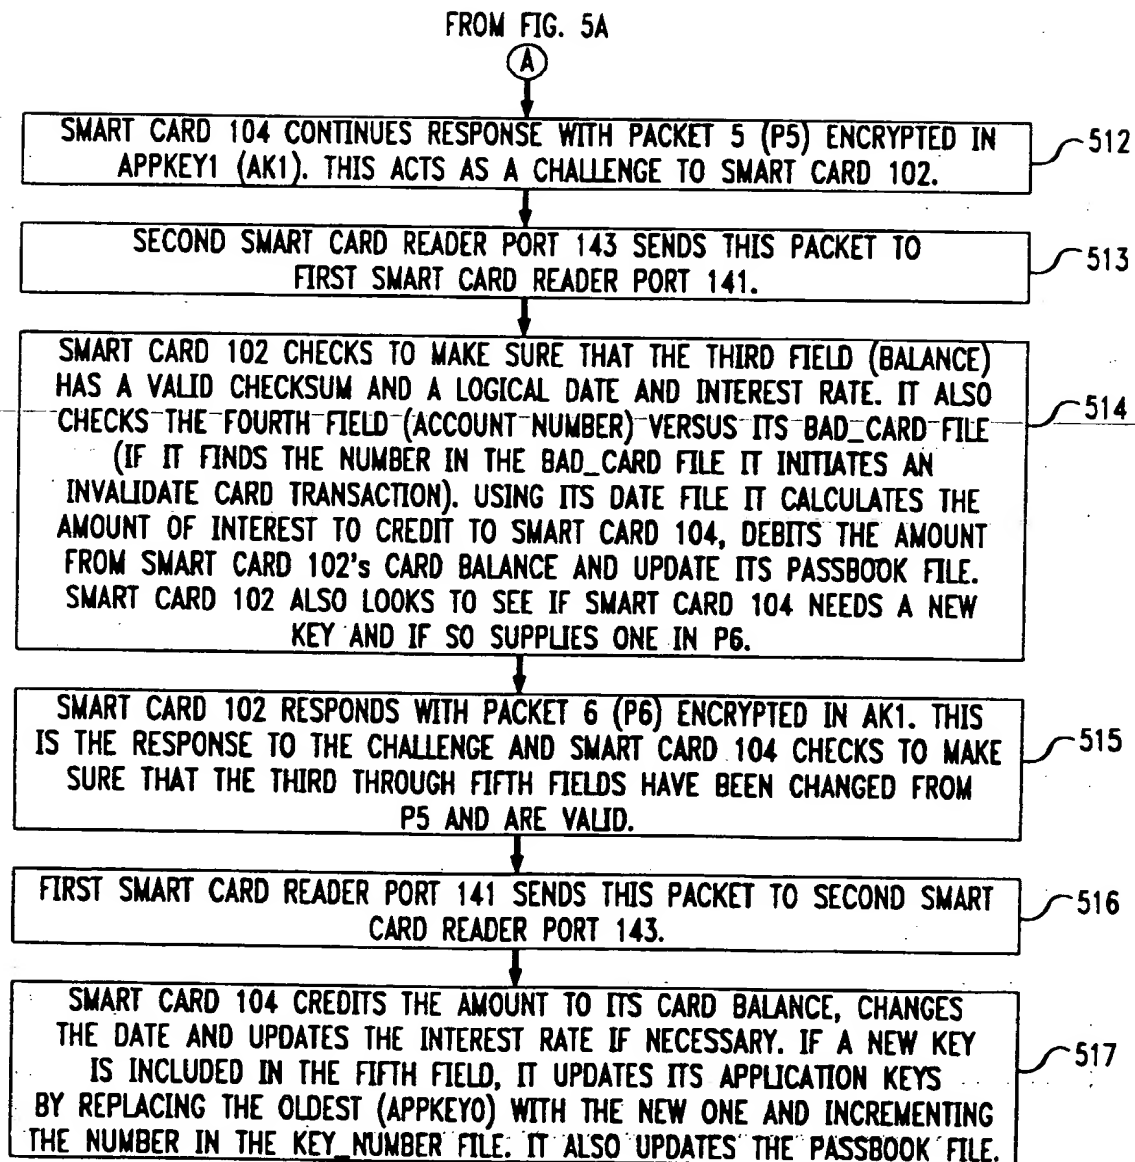 FROM FIG. 5A
A
SMART CARD 104 CONTINUES RESPONSE WITH PACKET 5 (P5) ENCRYPTED IN
APPKEY1 (AK1). THIS ACTS AS A CHALLENGE TO SMART CARD 102.
512
SECOND SMART CARD READER PORT 143 SENDS THIS PACKET TO
FIRST SMART CARD READER PORT 141.
513
SMART CARD 102 CHECKS TO MAKE SURE THAT THE THIRD FIELD (BALANCE)
HAS A VALID CHECKSUM AND A LOGICAL DATE AND INTEREST RATE. IT ALSO
CHECKS THE FOURTH FIELD (ACCOUNT NUMBER) VERSUS ITS BAD_CARD FILE
(IF IT FINDS THE NUMBER IN THE BAD_CARD FILE IT INITIATES AN
INVALIDATE CARD TRANSACTION). USING ITS DATE FILE IT CALCULATES THE
AMOUNT OF INTEREST TO CREDIT TO SMART CARD 104, DEBITS THE AMOUNT
FROM SMART CARD 102's CARD BALANCE AND UPDATE ITS PASSBOOK FILE.
SMART CARD 102 ALSO LOOKS TO SEE IF SMART CARD 104 NEEDS A NEW
KEY AND IF SO SUPPLIES ONE IN P6.
514
SMART CARD 102 RESPONDS WITH PACKET 6 (P6) ENCRYPTED IN AK1. THIS
IS THE RESPONSE TO THE CHALLENGE AND SMART CARD 104 CHECKS TO MAKE
SURE THAT THE THIRD THROUGH FIFTH FIELDS HAVE BEEN CHANGED FROM
P5 AND ARE VALID.
515
FIRST SMART CARD READER PORT 141 SENDS THIS PACKET TO SECOND SMART
CARD READER PORT 143.
516
SMART CARD 104 CREDITS THE AMOUNT TO ITS CARD BALANCE, CHANGES
THE DATE AND UPDATES THE INTEREST RATE IF NECESSARY. IF A NEW KEY
IS INCLUDED IN THE FIFTH FIELD, IT UPDATES ITS APPLICATION KEYS
BY REPLACING THE OLDEST (APPKEY0) WITH THE NEW ONE AND INCREMENTING
THE NUMBER IN THE KEY_NUMBER FILE. IT ALSO UPDATES THE PASSBOOK FILE.
517